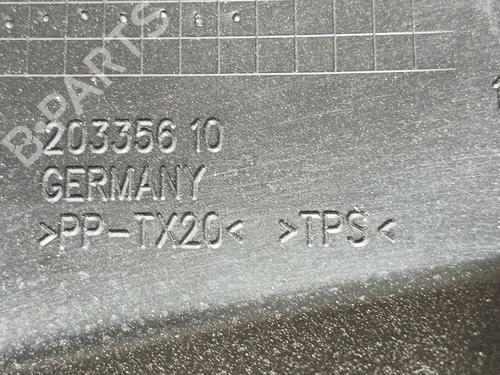 B-PARTS
203356 10
GERMANY
>PP-TX20< >TPS<